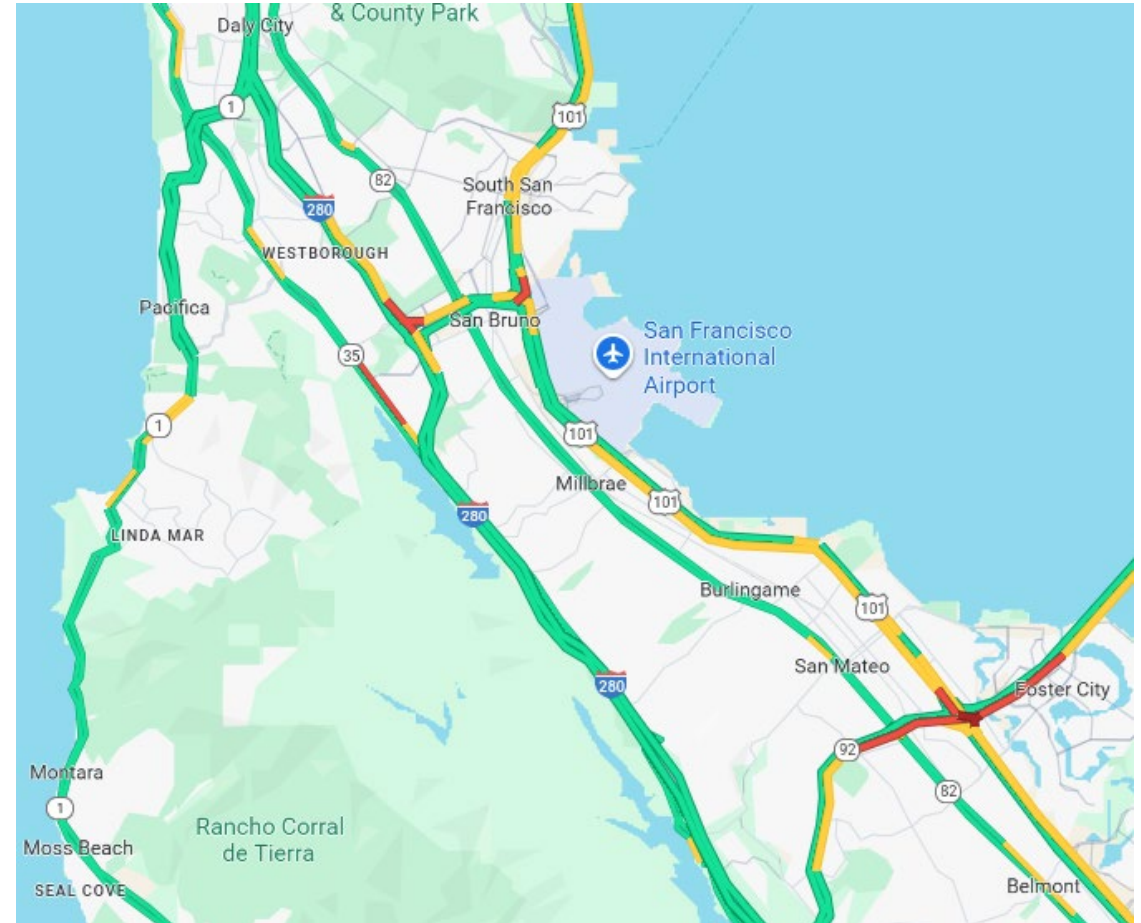 & County Park
Daly City
1
101
82
South San
Francisco
280
WESTBOROUGH
Pacifica
San Bruno
San Francisco
International
Airport
35
1
101
Millbrae
101
280
LINDA MAR
Burlingame
101
San Mateo
280
Foster City
92
Montara
82
1
Rancho Corral
de Tierra
Moss Beach
SEAL COVE
Belmont